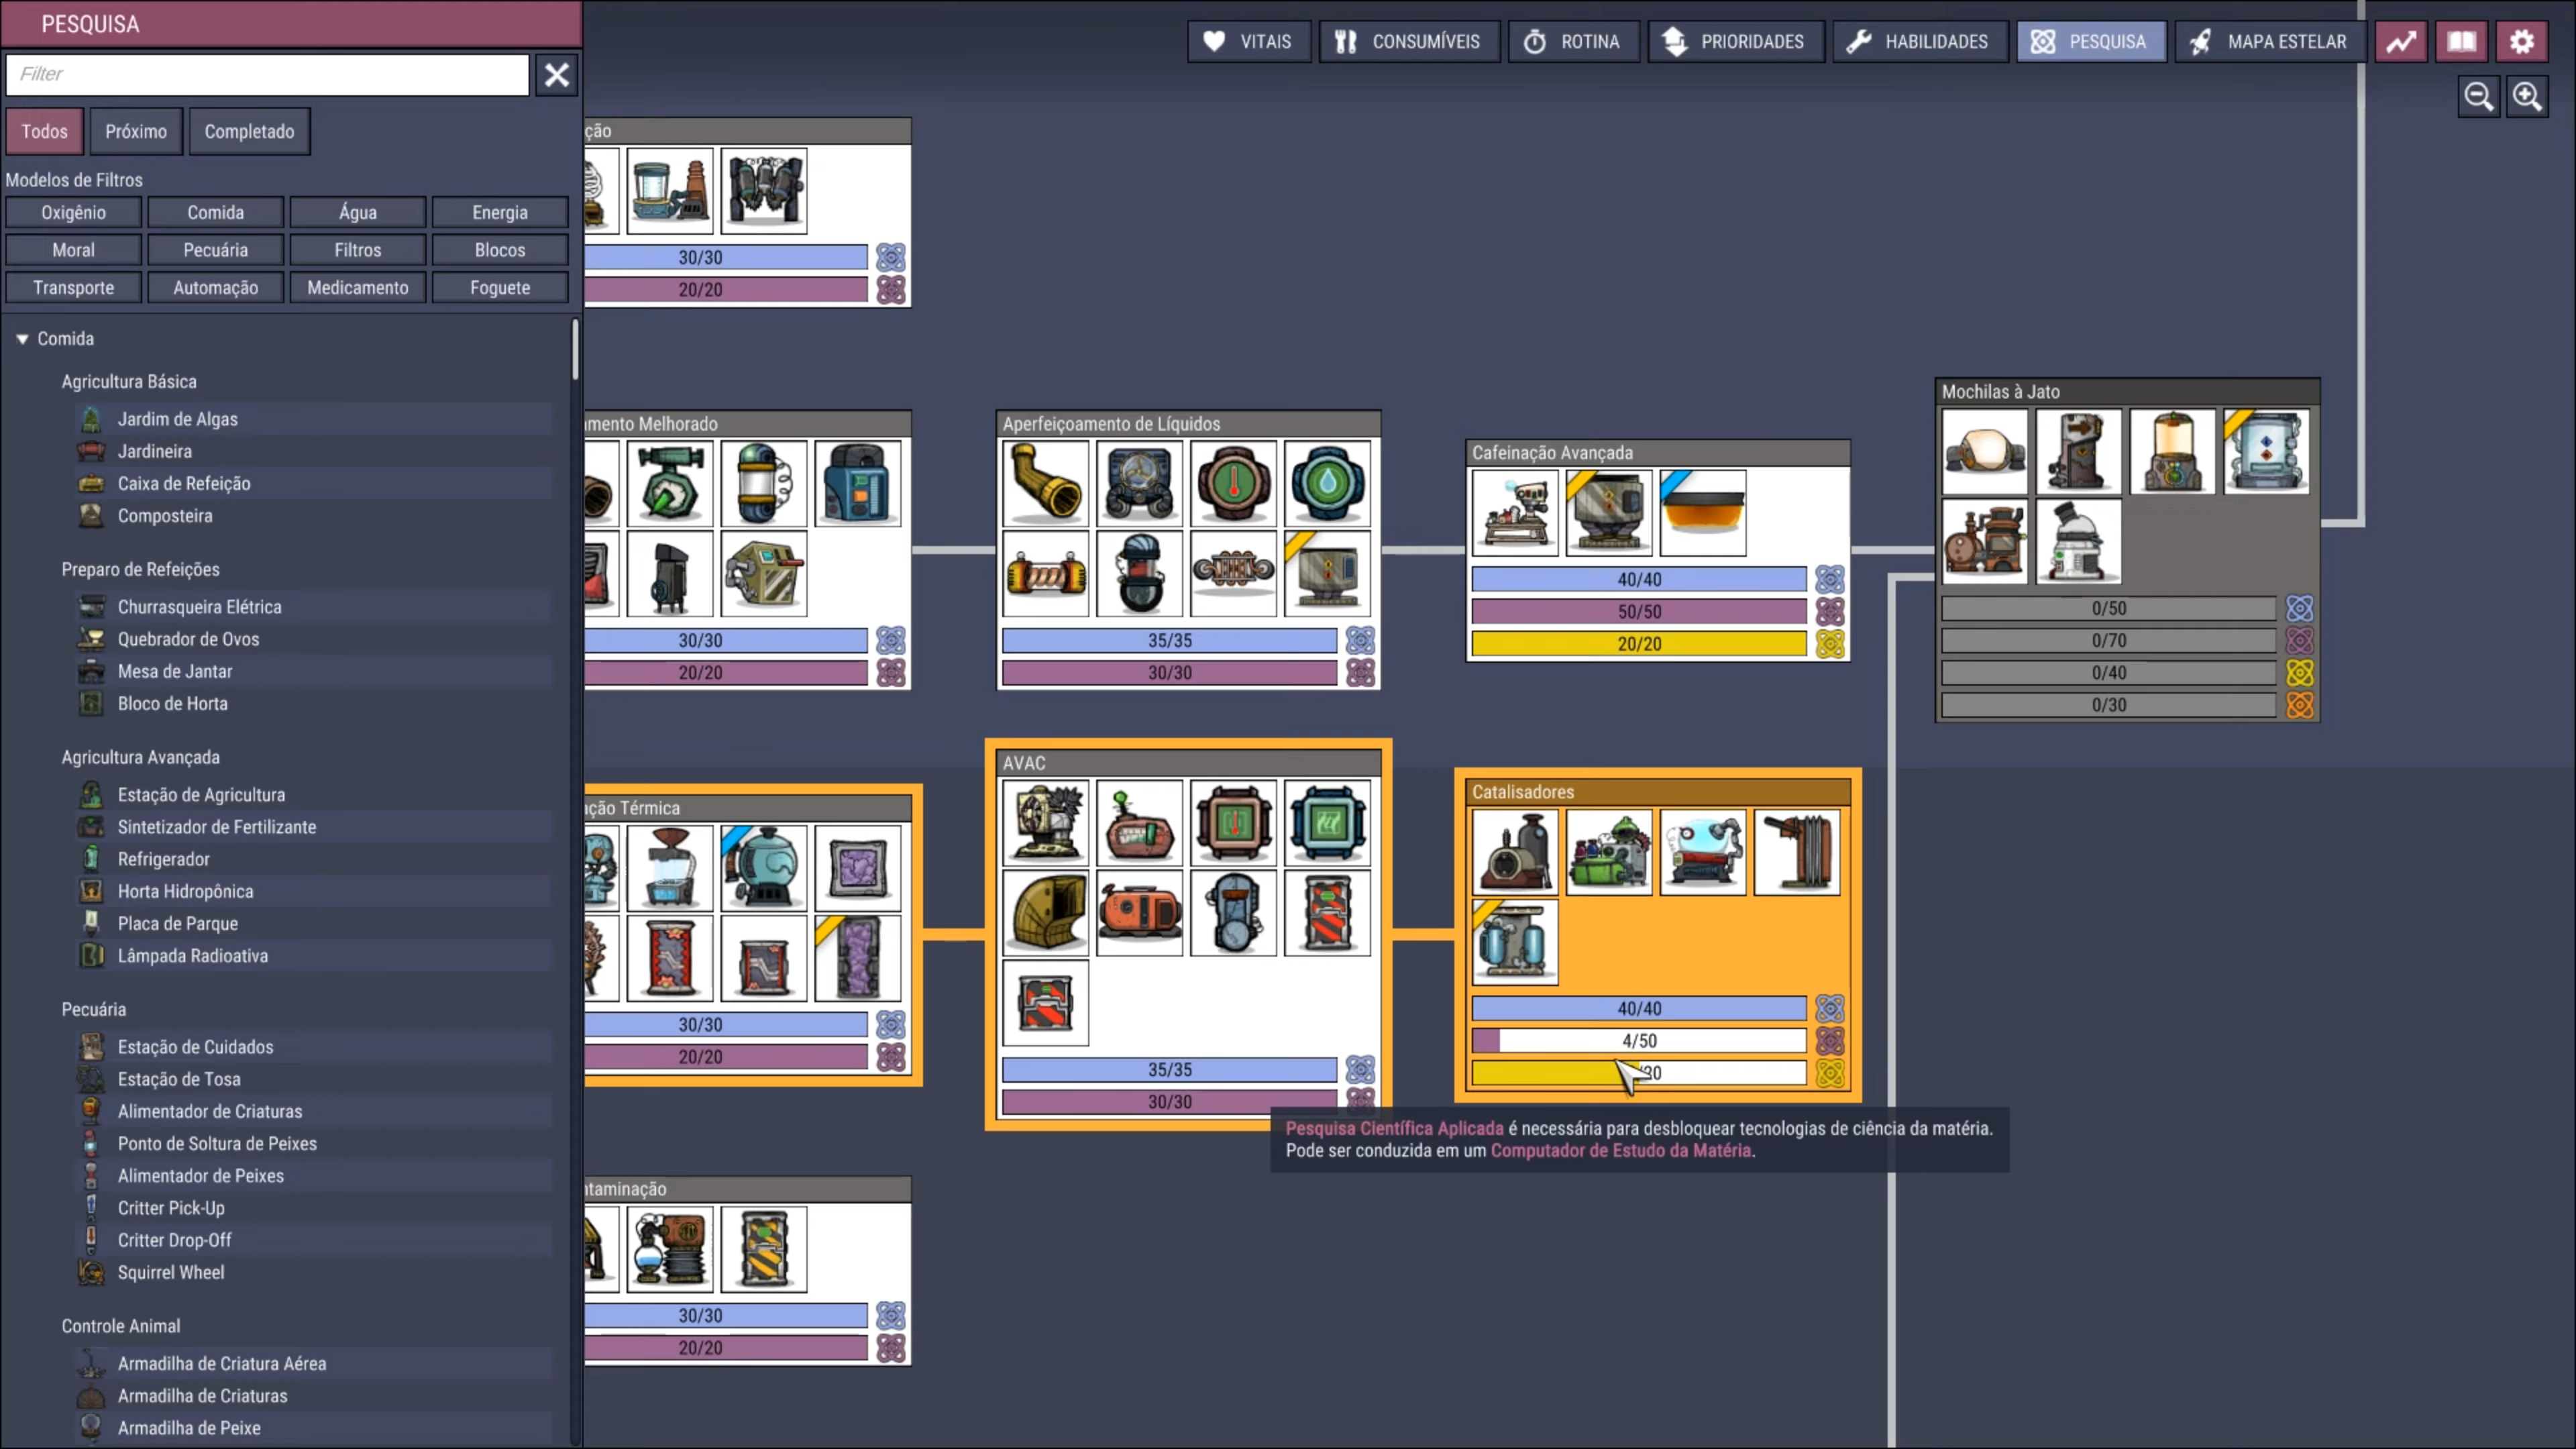 PESQUISA
Filter
Todos
Próximo
Completado
Modelos de Filtros
Oxigênio
Comida
Água
Energia
Moral
Pecuária
Filtros
Blocos
Transporte
Automação
Medicamento
Foguete
Comida
Agricultura Básica
Jardim de Algas
Jardineira
Caixa de Refeição
Composteira
Preparo de Refeições
Churrasqueira Elétrica
Quebrador de Ovos
Mesa de Jantar
Bloco de Horta
Agricultura Avançada
Estação de Agricultura
Sintetizador de Fertilizante
Refrigerador
Horta Hidropônica
Placa de Parque
Lâmpada Radioativa
Pecuária
Estação de Cuidados
Estação de Tosa
Alimentador de Criaturas
Ponto de Soltura de Peixes
Alimentador de Peixes
Critter Pick-Up
Critter Drop-Off
Squirrel Wheel
Controle Animal
Armadilha de Criatura Aérea
Armadilha de Criaturas
Armadilha de Peixe
VITAIS
CONSUMÍVEIS
ROTINA
PRIORIDADES
HABILIDADES
PESQUISA
MAPA ESTELAR
ção
30/30
20/20
mento Melhorado
30/30
20/20
Aperfeiçoamento de Líquidos
35/35
30/30
Cafeinação Avançada
40/40
50/50
20/20
Mochilas à Jato
0/50
0/70
0/40
0/30
ção Térmica
30/30
20/20
AVAC
35/35
30/30
Catalisadores
40/40
4/50
Pesquisa Científica Aplicada é necessária para desbloquear tecnologias de ciência da matéria.
Pode ser conduzida em um Computador de Estudo da Matéria.
ntaminação
30/30
20/20